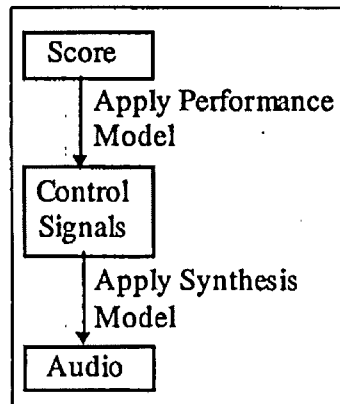 Score
Apply Performance
Model
Control
Signals
Apply Synthesis
Model
Audio